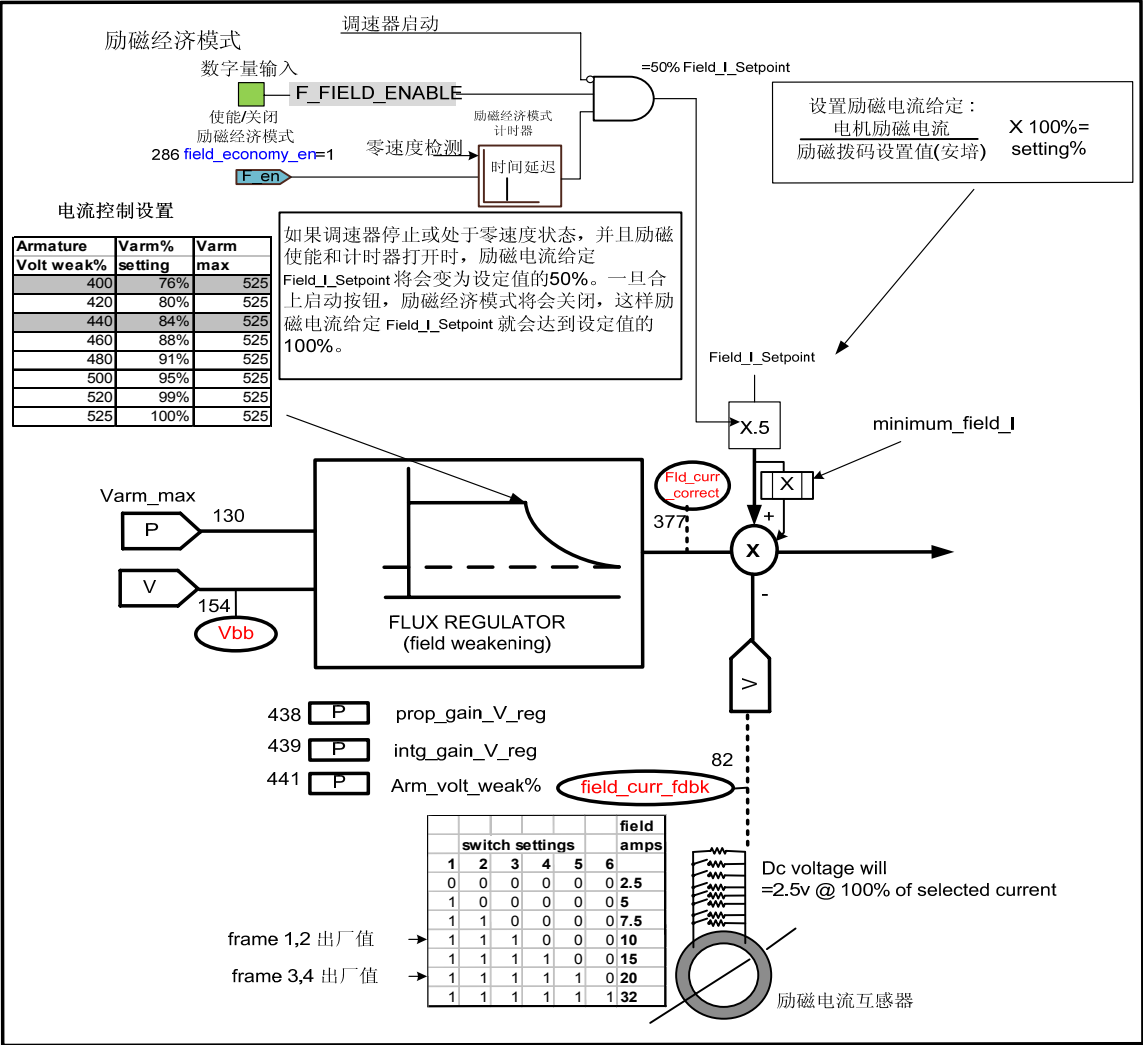 调速器启动
励磁经济模式
数字量输入
F_FIELD_ENABLE
=50% Field_I_Setpoint
使能/关闭
励磁经济模式
286 field_economy_en=1
F_en
励磁经济模式
计时器
零速度检测
时间延迟
设置励磁电流给定：
电机励磁电流
励磁拨码设置值(安培)
X 100%=
setting%
电流控制设置
Armature Varm% Varm
Volt weak% setting max
400 76% 525
420 80% 525
440 84% 525
460 88% 525
480 91% 525
500 95% 525
520 99% 525
525 100% 525
如果调速器停止或处于零速度状态，并且励磁
使能和计时器打开时，励磁电流给定
Field_I_Setpoint 将会变为设定值的50%。一旦合
上启动按钮，励磁经济模式将会关闭，这样励
磁电流给定 Field_I_Setpoint 就会达到设定值的
100%。
Field_I_Setpoint
X.5
minimum_field_I
X
Fld_curr
_correct
377
+
X
-
Varm_max
P
130
V
154
Vbb
FLUX REGULATOR
(field weakening)
V
438 P prop_gain_V_reg
439 P intg_gain_V_reg
441 P Arm_volt_weak%
82
field_curr_fdbk
field
switch settings amps
1 2 3 4 5 6
0 0 0 0 0 0 2.5
1 0 0 0 0 0 5
1 1 0 0 0 0 7.5
frame 1,2 出厂值 1 1 1 0 0 0 10
1 1 1 1 0 0 15
frame 3,4 出厂值 1 1 1 1 1 0 20
1 1 1 1 1 1 32
Dc voltage will
=2.5v @ 100% of selected current
励磁电流互感器